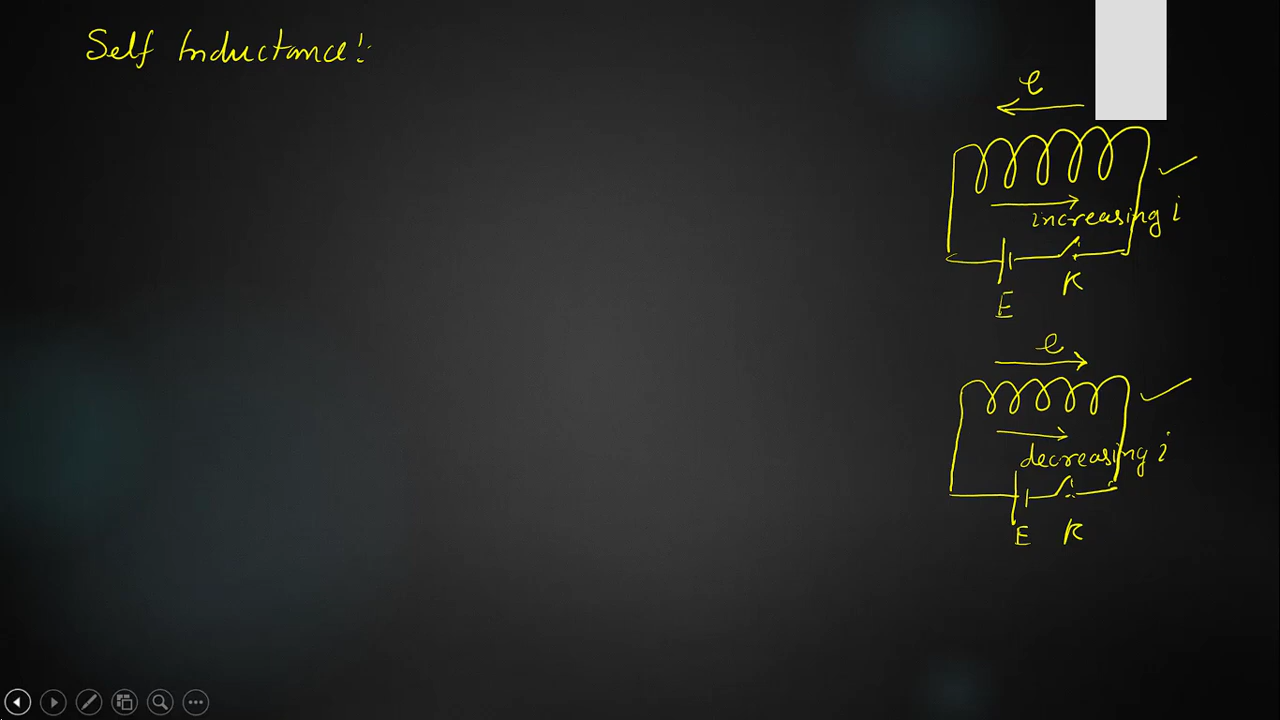 Self Inductance :-
e
increasing i
K
E
e
decreasing i
E K